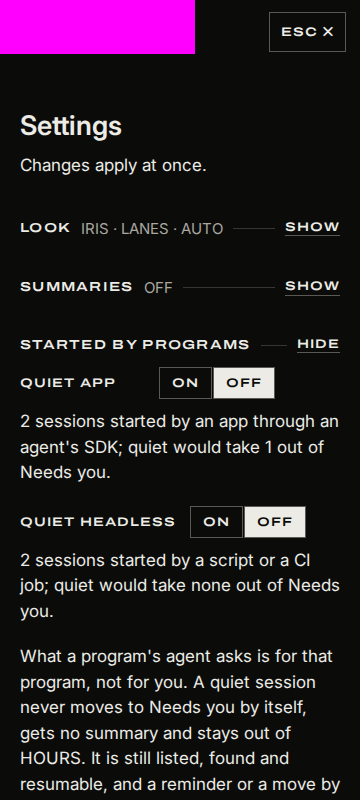 ESC ✕
Settings
Changes apply at once.
LOOK IRIS · LANES · AUTO SHOW
SUMMARIES OFF SHOW
STARTED BY PROGRAMS HIDE
QUIET APP ON OFF
2 sessions started by an app through an
agent's SDK; quiet would take 1 out of
Needs you.
QUIET HEADLESS ON OFF
2 sessions started by a script or a CI
job; quiet would take none out of Needs
you.
What a program's agent asks is for that
program, not for you. A quiet session
never moves to Needs you by itself,
gets no summary and stays out of
HOURS. It is still listed, found and
resumable, and a reminder or a move by